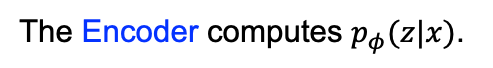 The Encoder computes 𝑝𝜙(𝑧|𝑥).